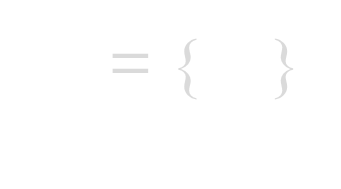 = { }